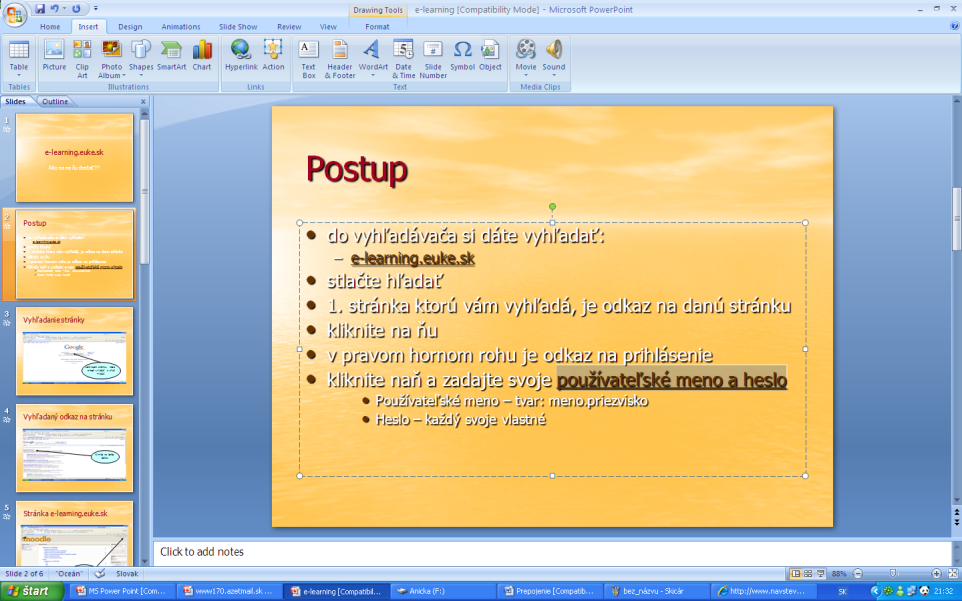 Drawing Tools
e-learning [Compatibility Mode] - Microsoft PowerPoint
Home Insert Design Animations Slide Show Review View Format
Table Picture Clip Art Photo Album Shapes SmartArt Chart Hyperlink Action Text Box Header & Footer WordArt Date & Time Slide Number Symbol Object Movie Sound
Tables Illustrations Links Text Media Clips
Slides Outline
1
e-learning.euke.sk
2
Postup
3
Vyhľadanie stránky
Google
4
Vyhľadaný odkaz na stránku
5
Stránka e-learning.euke.sk
moodle
Postup
• do vyhľadávača si dáte vyhľadať:
– e-learning.euke.sk
• stlačte hľadať
• 1. stránka ktorú vám vyhľadá, je odkaz na danú stránku
• kliknite na ňu
• v pravom hornom rohu je odkaz na prihlásenie
• kliknite naň a zadajte svoje používateľské meno a heslo
• Používateľské meno – tvar: meno.priezvisko
• Heslo – každý svoje vlastné
Click to add notes
Slide 2 of 6 "Ocean" Slovak 88%
štart MS Power Point [Com... www170.azetmail.sk ... e-learning [Compatibil... Anicka (F:) Prepojenie [Compatib... bez_názvu - Skicár http://www.navstev... SK 21:32